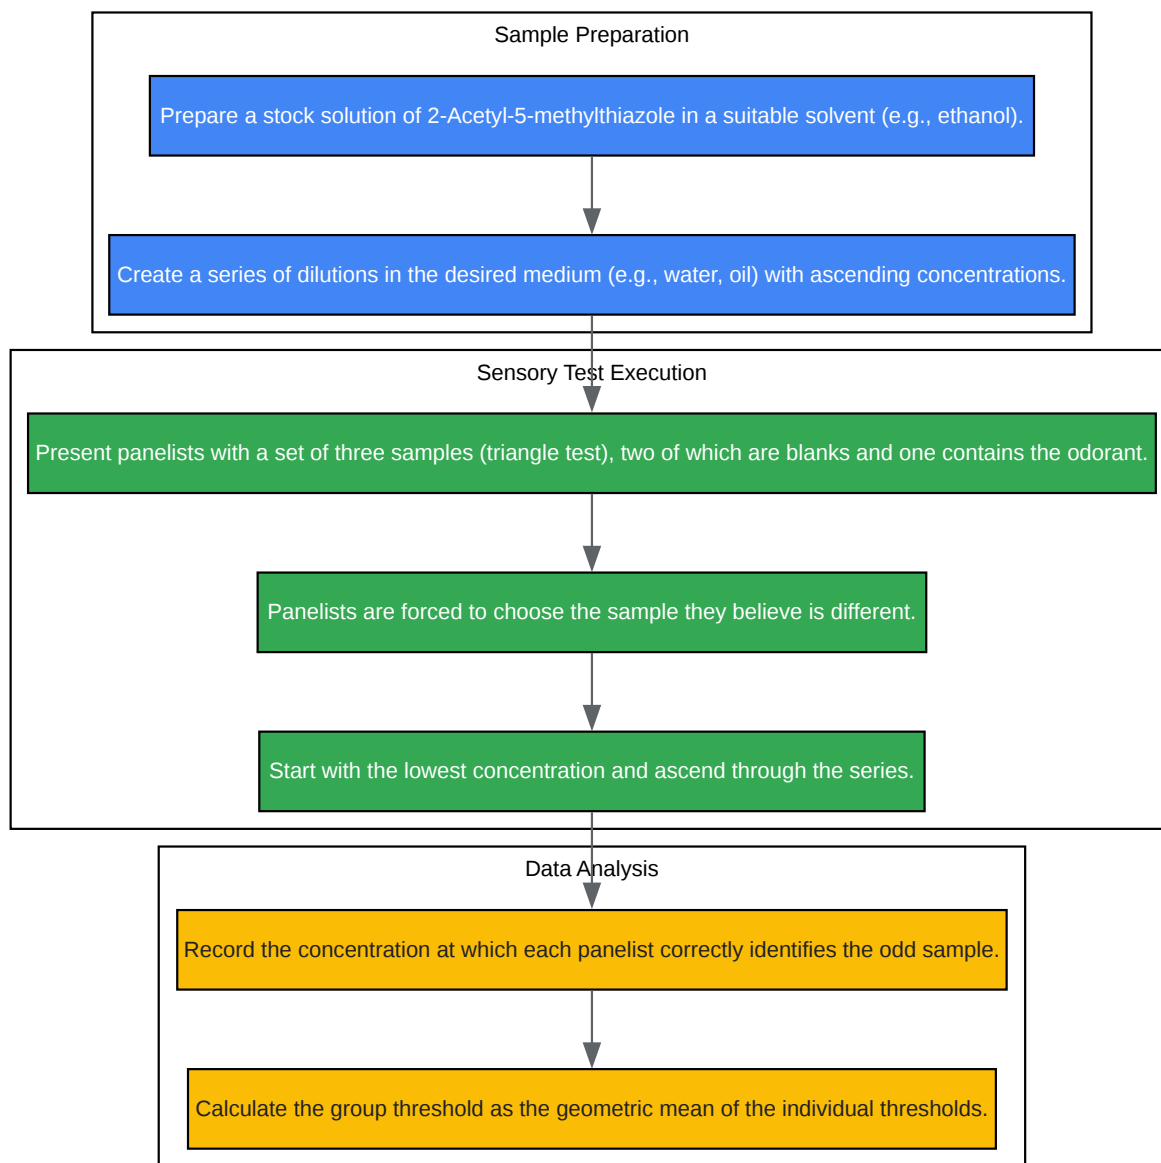 Sample Preparation
Prepare a stock solution of 2-Acetyl-5-methylthiazole in a suitable solvent (e.g., ethanol).
Create a series of dilutions in the desired medium (e.g., water, oil) with ascending concentrations.
Sensory Test Execution
Present panelists with a set of three samples (triangle test), two of which are blanks and one contains the odorant.
Panelists are forced to choose the sample they believe is different.
Start with the lowest concentration and ascend through the series.
Data Analysis
Record the concentration at which each panelist correctly identifies the odd sample.
Calculate the group threshold as the geometric mean of the individual thresholds.